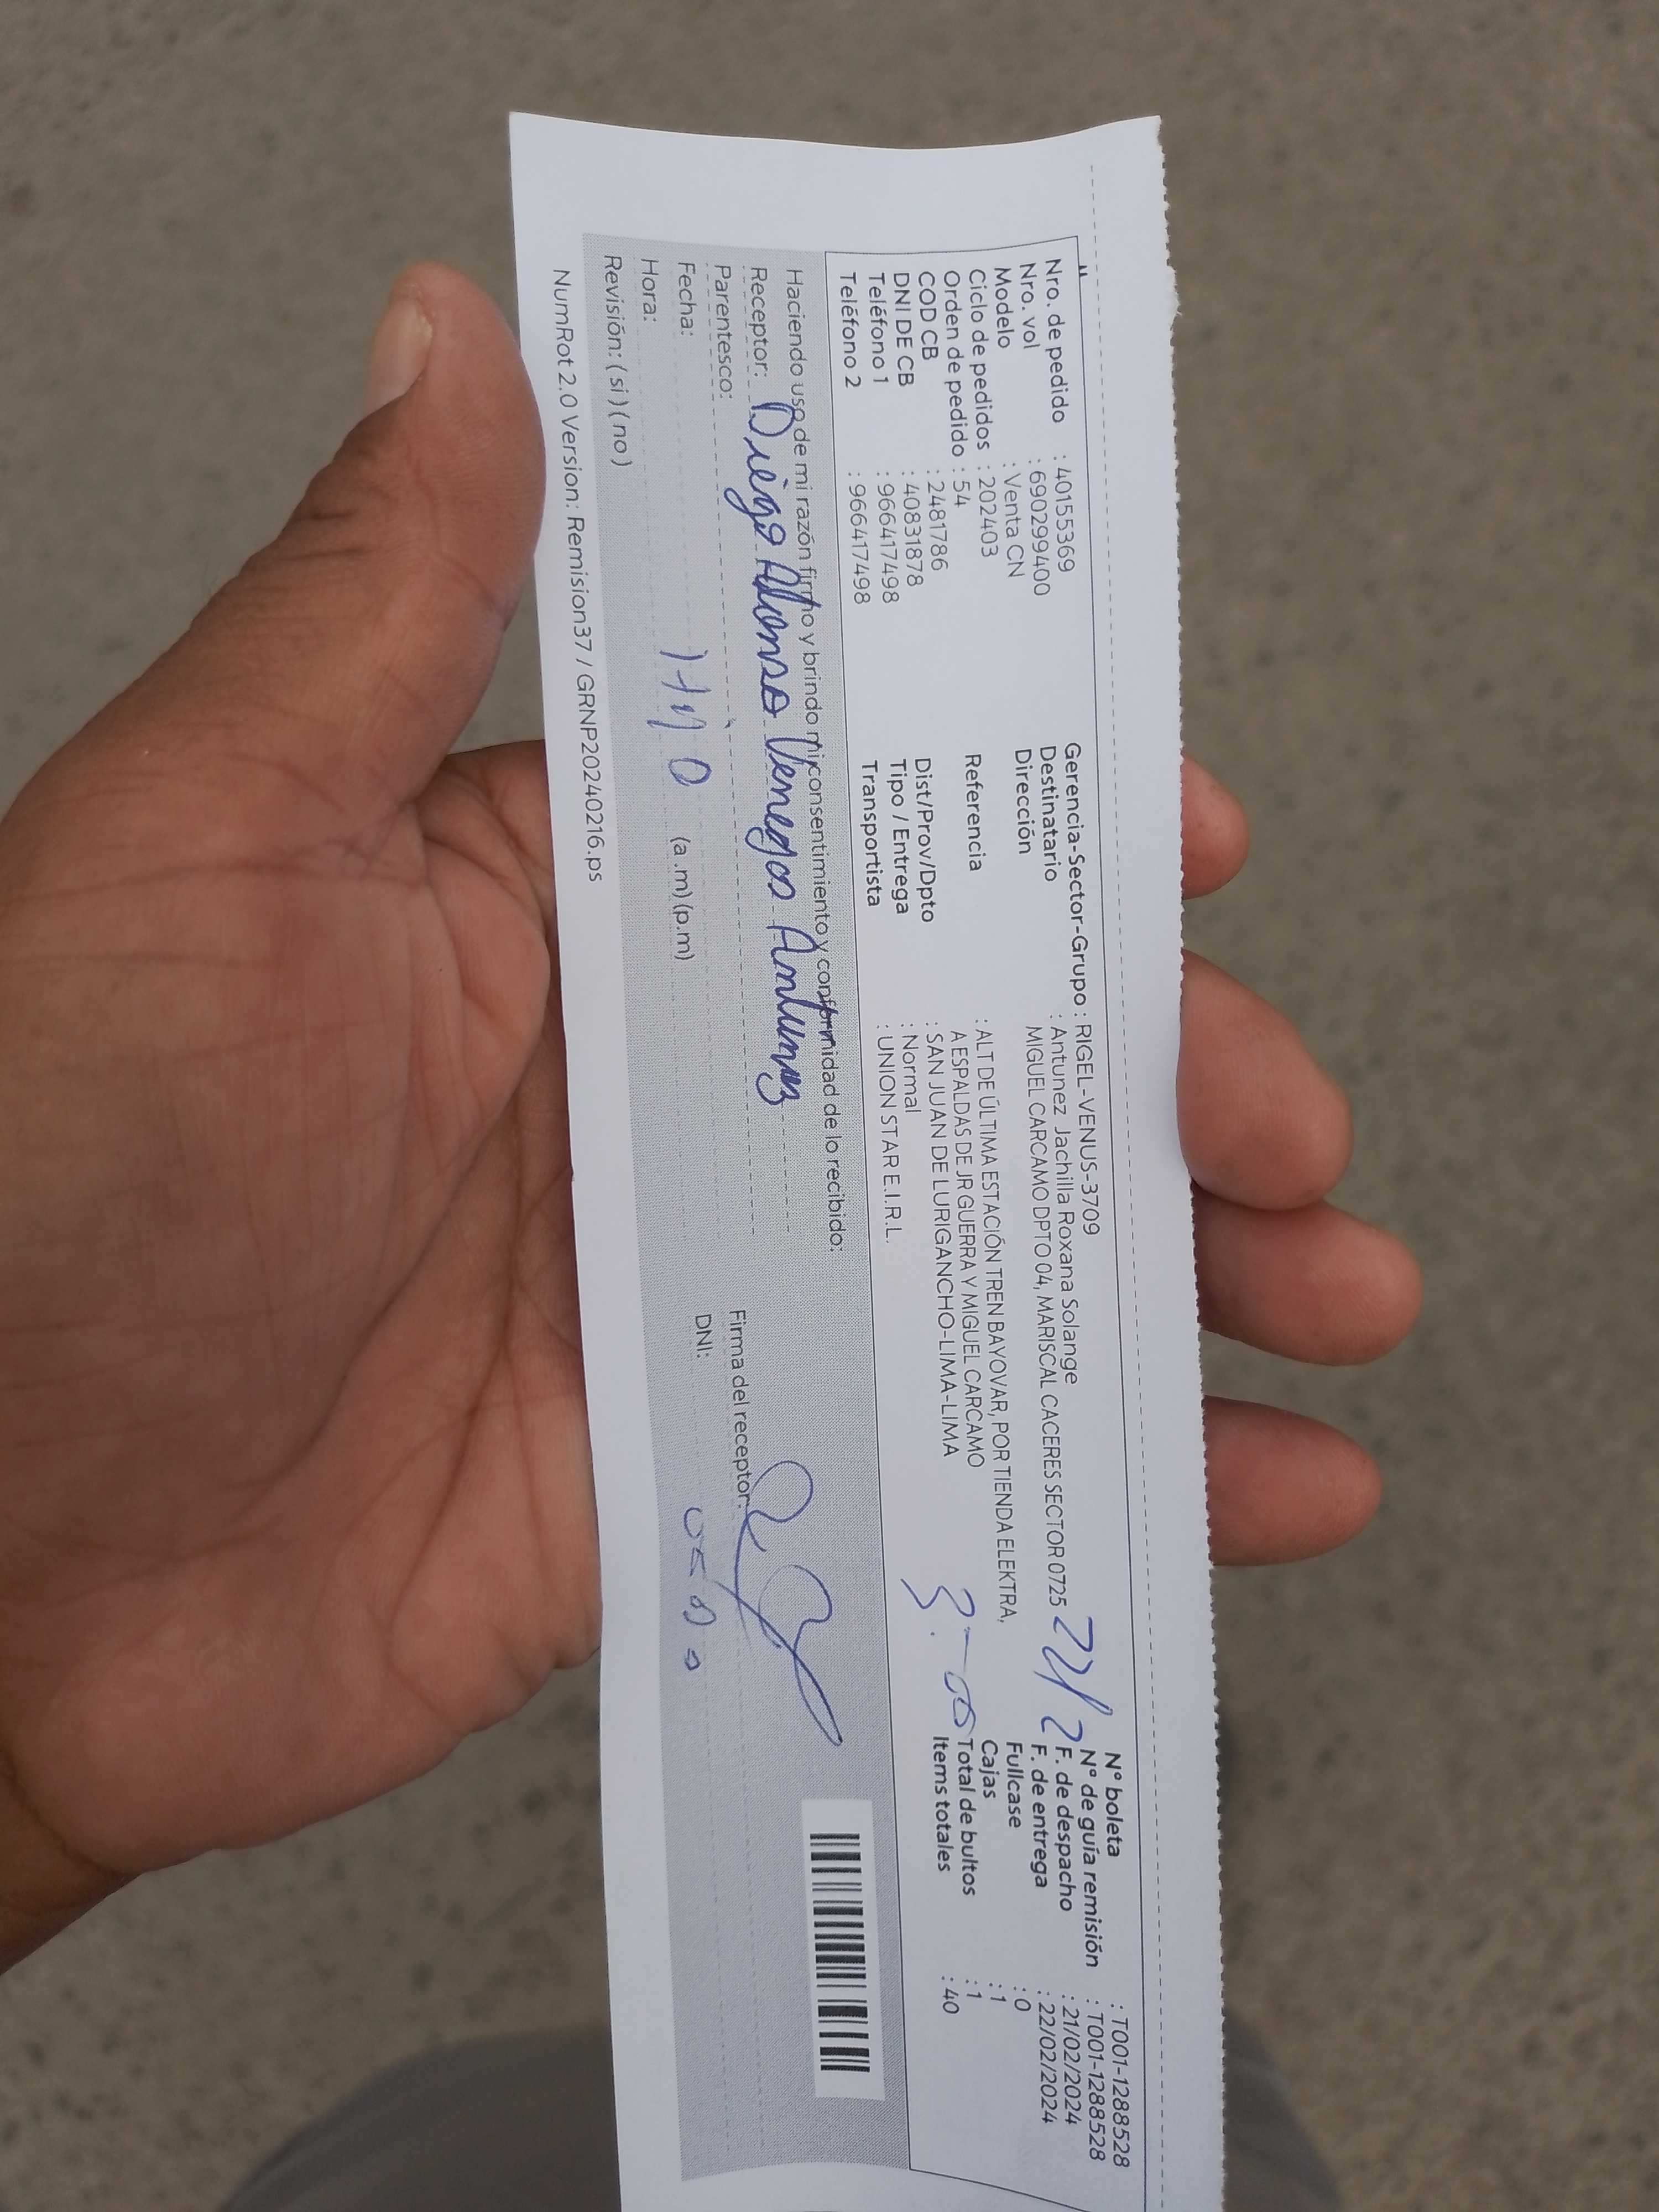 Nro. de pedido : 40155369
Nro. vol : 690299400
Modelo : Venta CN
Ciclo de pedidos : 202403
Orden de pedido : 54
COD CB : 2481786
DNI DE CB : 40831878
Teléfono 1 : 966417498
Teléfono 2 : 966417498
Gerencia-Sector-Grupo : RIGEL-VENUS-3709
Destinatario : Antunez Jachilla Roxana Solange
Dirección MIGUEL CARCAMO DPTO 04, MARISCAL CACERES SECTOR 0725
Referencia : ALT DE ÚLTIMA ESTACIÓN TREN BAYOVAR, POR TIENDA ELEKTRA,
A ESPALDAS DE JR GUERRA Y MIGUEL CARCAMO
Dist/Prov/Dpto : SAN JUAN DE LURIGANCHO-LIMA-LIMA
Tipo / Entrega : Normal
Transportista : UNION STAR E.I.R.L.
N° boleta : T001-1288528
N° de guía remisión : T001-1288528
F. de despacho : 21/02/2024
F. de entrega : 22/02/2024
Fullcase : 0
Cajas : 1
Total de bultos : 1
Items totales : 40
Haciendo uso de mi razón firmo y brindo mi consentimiento y conformidad de lo recibido:
Receptor: Diego Alonso Venegas Antunez
Parentesco:
Fecha:
Hora: (a.m) (p.m)
Revisión: (si) (no)
Firma del receptor:
DNI:
NumRot 2.0 Version: Remision37 / GRNP20240216.ps